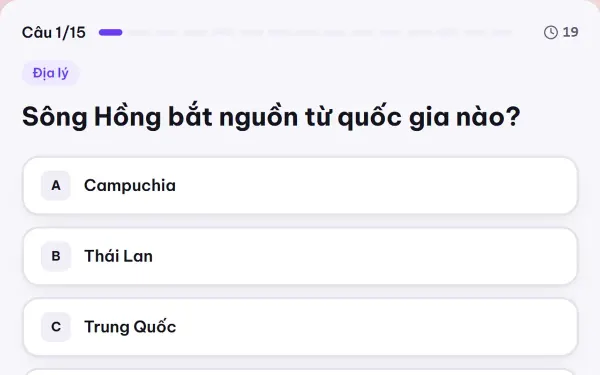 Câu 1/15 19
Địa lý
Sông Hồng bắt nguồn từ quốc gia nào?
A Campuchia
B Thái Lan
C Trung Quốc